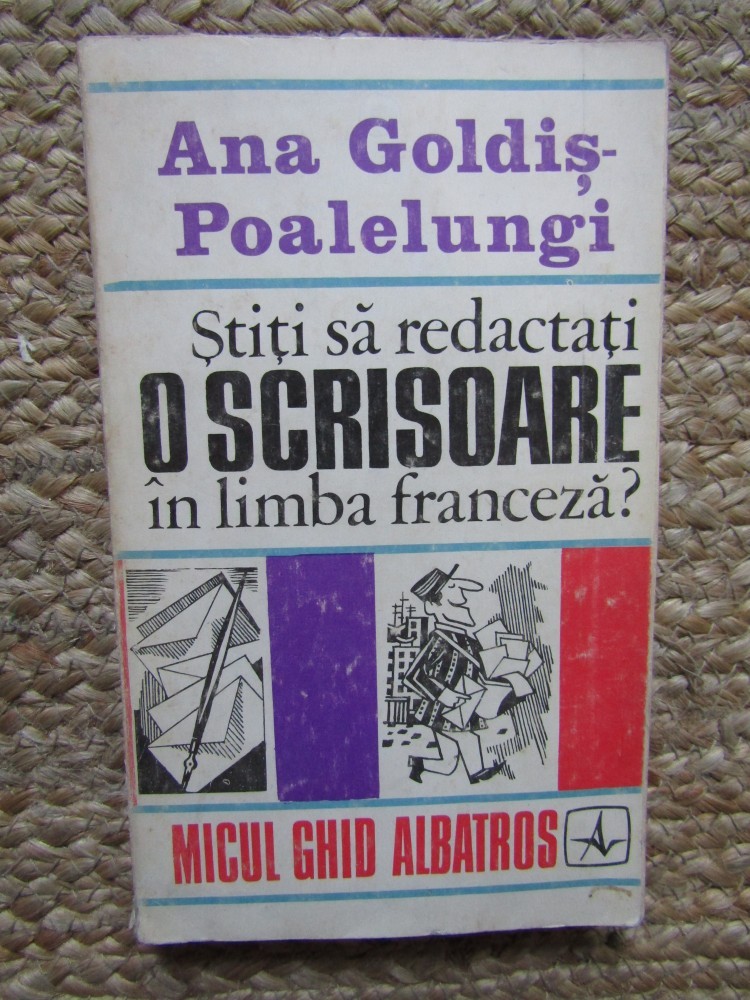 Ana Goldiș-
Poalelungi
Știți să redactați
O SCRISOARE
în limba franceză?
MICUL GHID ALBATROS